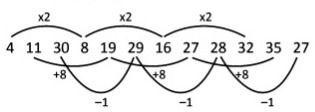 x2 x2 x2
4 11 30 8 19 29 16 27 28 32 35 27
+8 +8 +8
−1 −1 −1